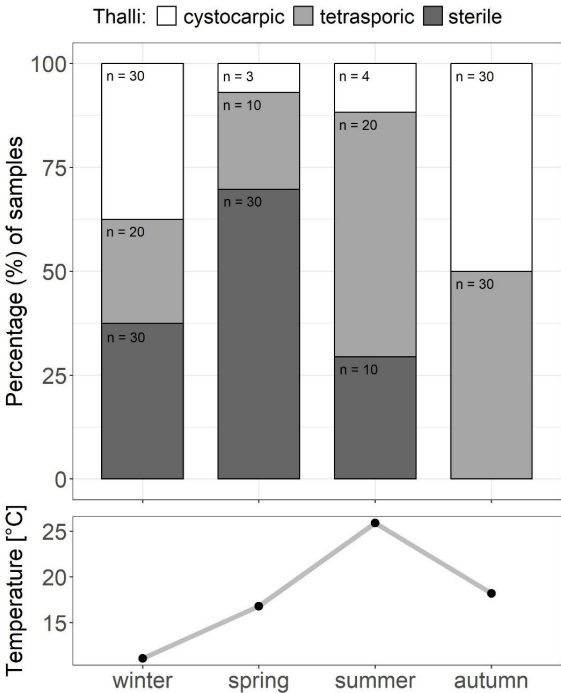 Thalli: cystocarpic tetrasporic sterile
Percentage (%) of samples
100
75
50
25
0
n = 30
n = 20
n = 30
n = 3
n = 10
n = 30
n = 4
n = 20
n = 10
n = 30
n = 30
Temperature [°C]
25
20
15
winter spring summer autumn